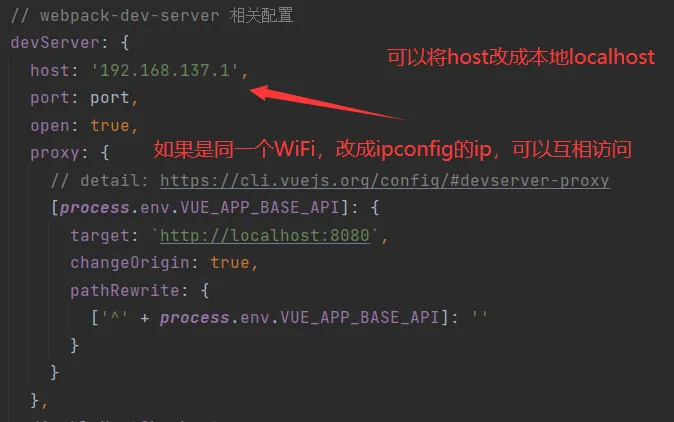 // webpack-dev-server 相关配置
devServer: {
可以将host改成本地localhost
host: '192.168.137.1',
port: port,
open: true,
如果是同一个WiFi，改成ipconfig的ip，可以互相访问
proxy: {
// detail: https://cli.vuejs.org/config/#devserver-proxy
[process.env.VUE_APP_BASE_API]: {
target: `http://localhost:8080`,
changeOrigin: true,
pathRewrite: {
['^' + process.env.VUE_APP_BASE_API]: ''
}
}
},